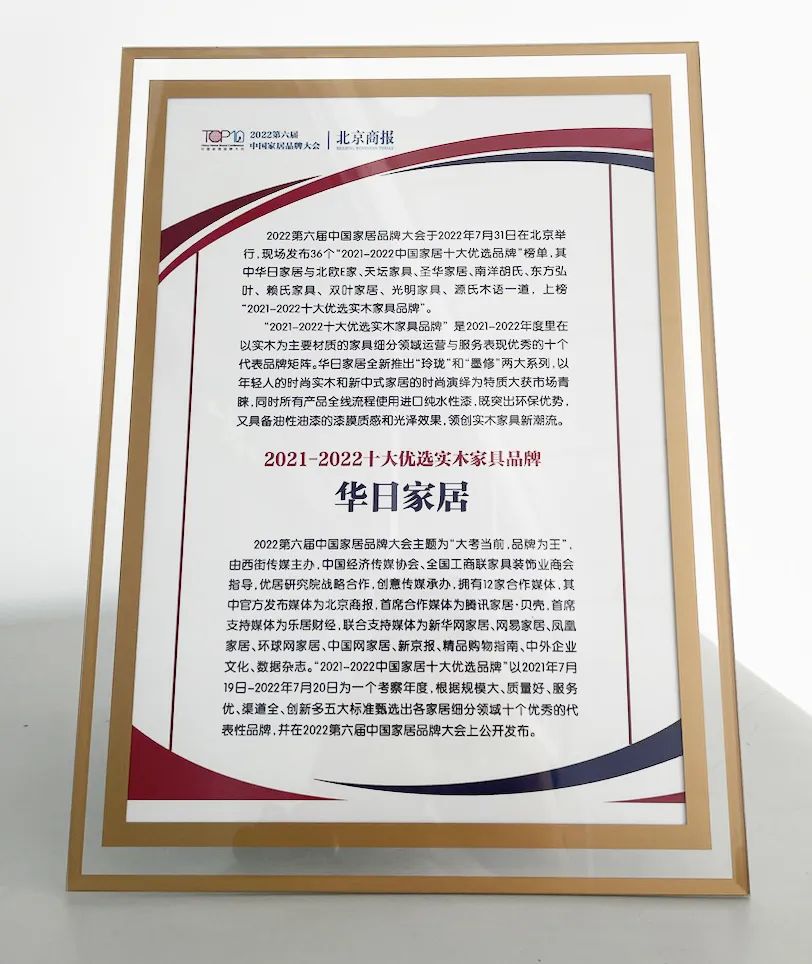 TOP10
2022第六届
中国家居品牌大会
北京商报
2022第六届中国家居品牌大会于2022年7月31日在北京举
行,现场发布36个“2021-2022中国家居十大优选品牌”榜单,其
中华日家居与北欧E家、天坛家具、圣华家居、南洋胡氏、东方弘
叶、赖氏家具、双叶家居、光明家具、源氏木语一道,上榜
“2021-2022十大优选实木家具品牌”。
“2021-2022十大优选实木家具品牌”是2021-2022年度里在
以实木为主要材质的家具细分领域运营与服务表现优秀的十个
代表品牌矩阵。华日家居全新推出“玲珑”和“墨修”两大系列,以
年轻人的时尚实木和新中式家居的时尚演绎为特质大获市场青
睐,同时所有产品全线流程使用进口纯水性漆,既突出环保优势,
又具备油性油漆的漆膜质感和光泽效果,领创实木家具新潮流。
2021-2022十大优选实木家具品牌
华日家居
2022第六届中国家居品牌大会主题为“大考当前,品牌为王”,
由西街传媒主办,中国经济传媒协会、全国工商联家具装饰业商会
指导,优居研究院战略合作,创意传媒承办,拥有12家合作媒体,其
中官方发布媒体为北京商报,首席合作媒体为腾讯家居·贝壳,首席
支持媒体为乐居财经,联合支持媒体为新华网家居、网易家居、凤凰
家居、环球网家居、中国网家居、新京报、精品购物指南、中外企业
文化、数据杂志。“2021-2022中国家居十大优选品牌”以2021年7月
19日-2022年7月20日为一个考察年度,根据规模大、质量好、服务
优、渠道全、创新多五大标准甄选出各家居细分领域十个优秀的代
表性品牌,并在2022第六届中国家居品牌大会上公开发布。